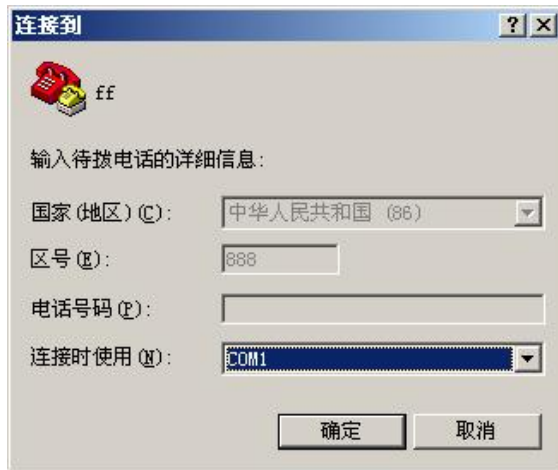 连接到
ff
输入待拨电话的详细信息:
国家(地区)(C): 中华人民共和国 (86)
区号(E): 888
电话号码(P):
连接时使用(N): COM1
确定 取消